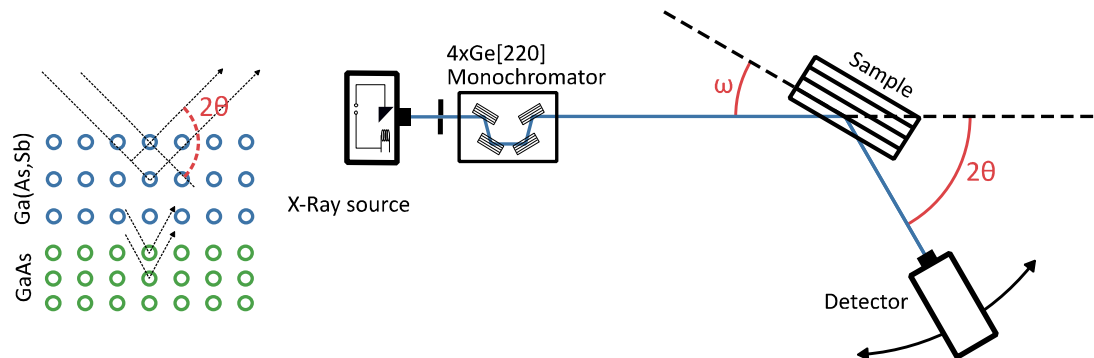 2θ
Ga(As,Sb)
GaAs
X-Ray source
4xGe[220]
Monochromator
ω
Sample
2θ
Detector